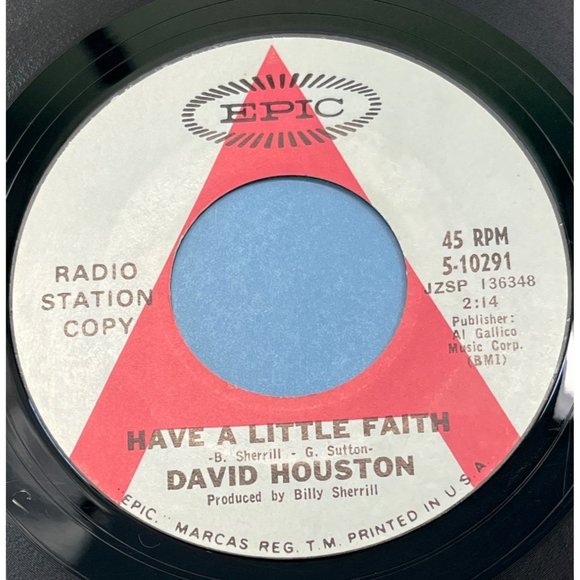 EPIC
RADIO
STATION
COPY
45 RPM
5-10291
JZSP 136348
2:14
Publisher:
Al Gallico
Music Corp.
(BMI)
HAVE A LITTLE FAITH
-B. Sherrill - G. Sutton-
DAVID HOUSTON
Produced by Billy Sherrill
"EPIC," MARCAS REG. T.M. PRINTED IN U.S.A.